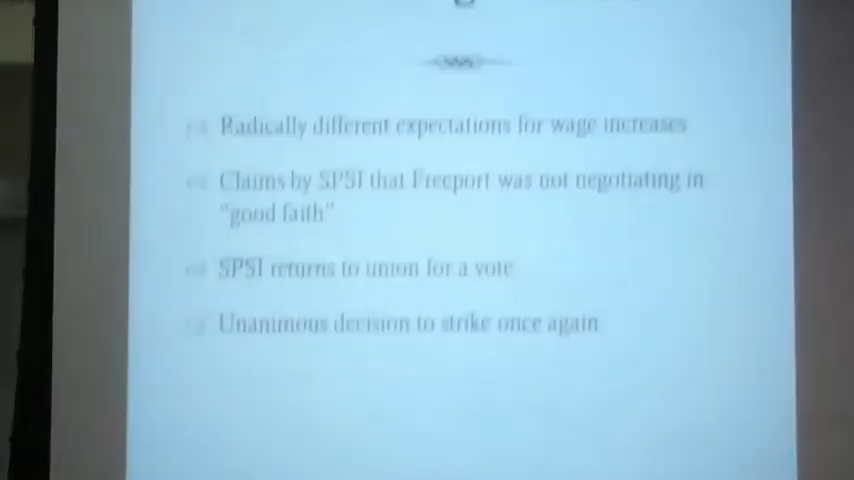 Radically different expectations for wage increases
Claims by SPSI that Freeport was not negotiating in
"good faith"
SPSI returns to union for a vote
Unanimous decision to strike once again